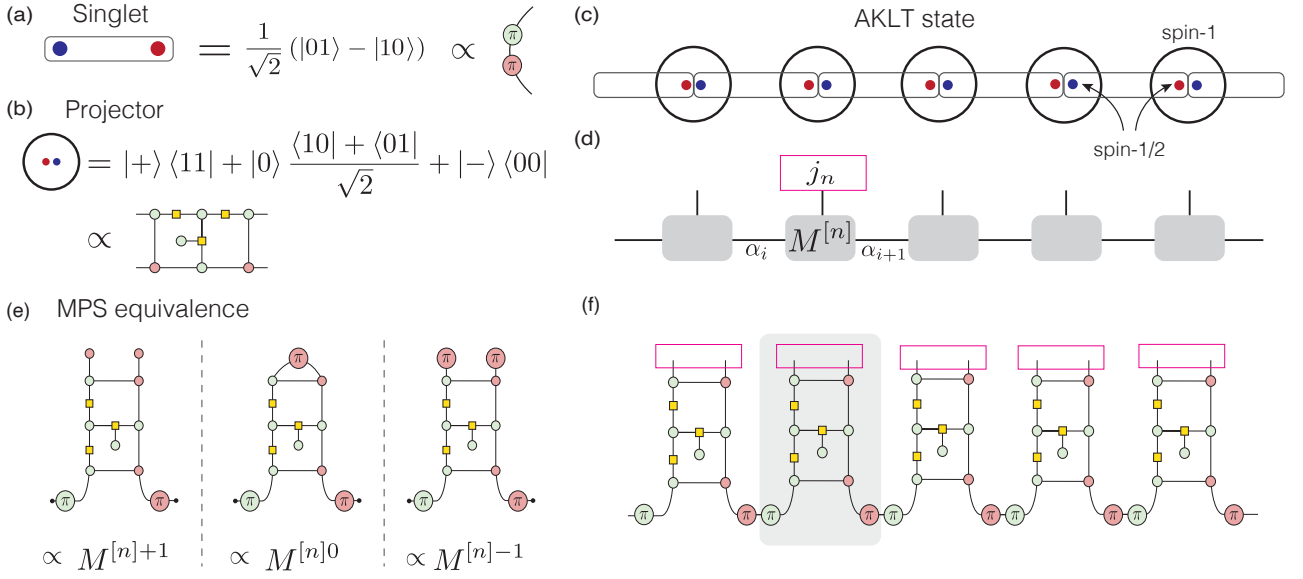 (a) Singlet
= 1/√2 (|01⟩ − |10⟩) ∝
π
π
(b) Projector
= |+⟩⟨11| + |0⟩ (⟨10| + ⟨01|)/√2 + |−⟩⟨00|
∝
(c) AKLT state
spin-1
spin-1/2
(d)
j_n
M^{[n]}
α_i α_{i+1}
(e) MPS equivalence
π π π
π π π π π π
∝ M^{[n]+1} ∝ M^{[n]0} ∝ M^{[n]−1}
(f)
π π π π π π π π π π